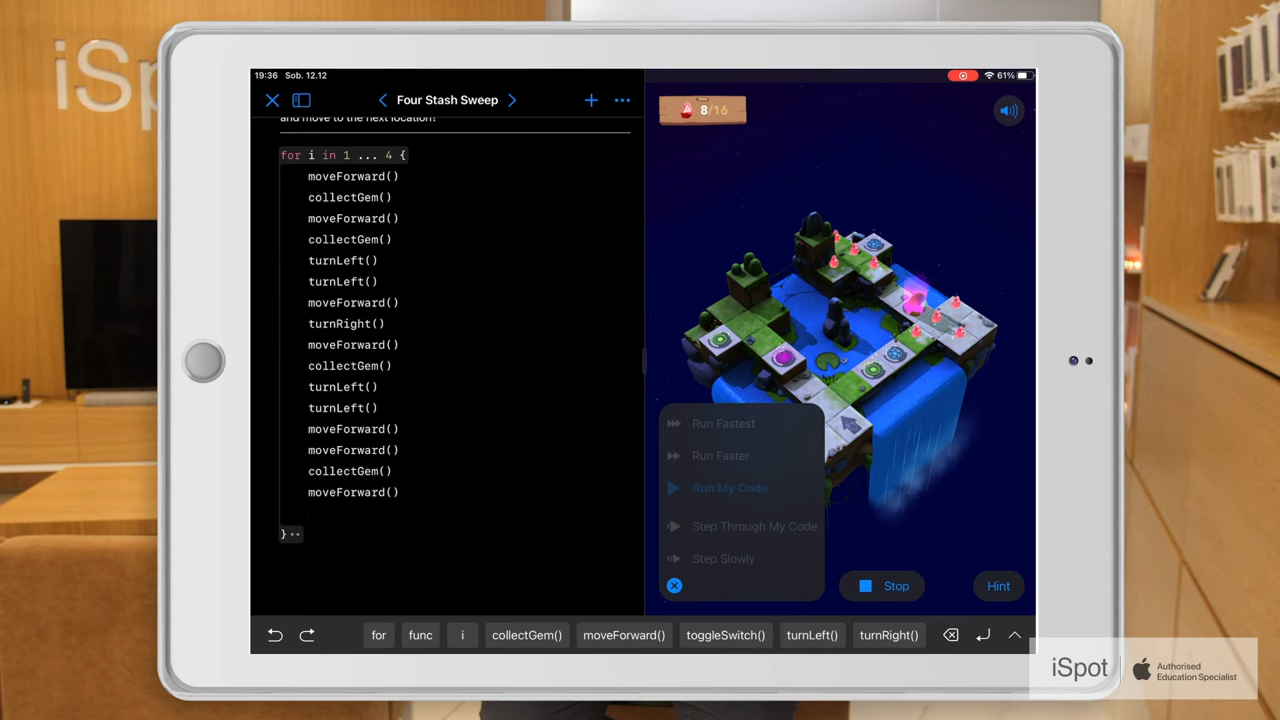 iSp
19:36 Sob. 12.12
61%
Four Stash Sweep
and move to the next location?
for i in 1 ... 4 {
moveForward()
collectGem()
moveForward()
collectGem()
turnLeft()
turnLeft()
moveForward()
turnRight()
moveForward()
collectGem()
turnLeft()
turnLeft()
moveForward()
moveForward()
collectGem()
moveForward()
}
8/16
Run Fastest
Run Faster
Run My Code
Step Through My Code
Step Slowly
Stop
Hint
for func i collectGem() moveForward() toggleSwitch() turnLeft() turnRight()
iSpot
Authorised
Education Specialist